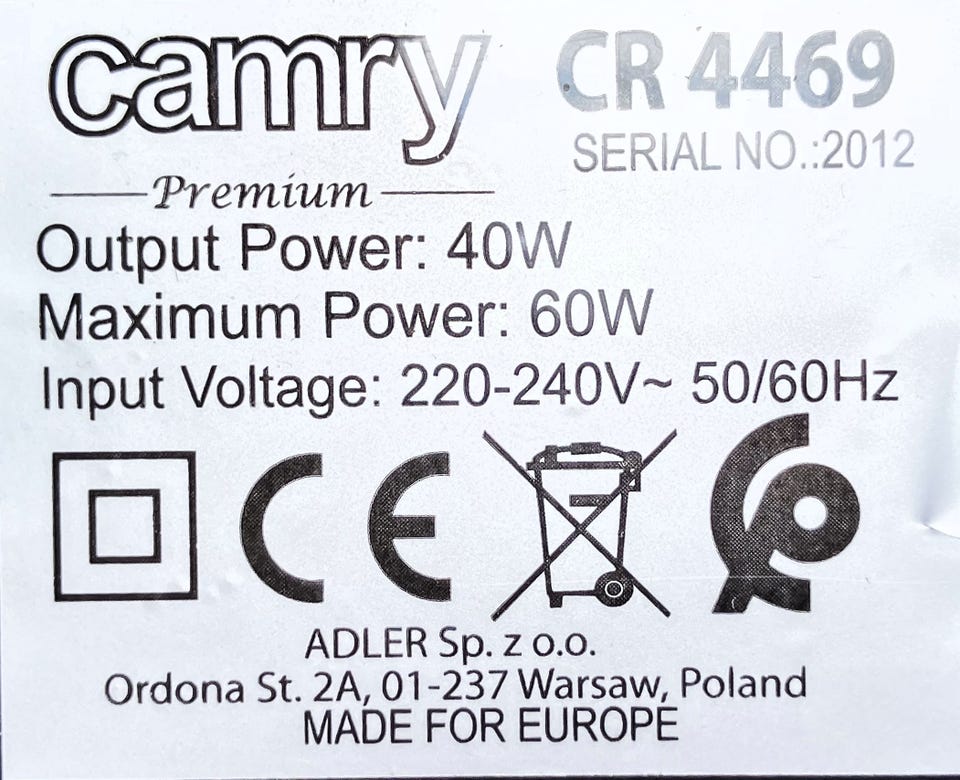 camry
CR 4469
SERIAL NO.:2012
Premium
Output Power: 40W
Maximum Power: 60W
Input Voltage: 220-240V~ 50/60Hz
CE
ADLER Sp. z o.o.
Ordona St. 2A, 01-237 Warsaw, Poland
MADE FOR EUROPE